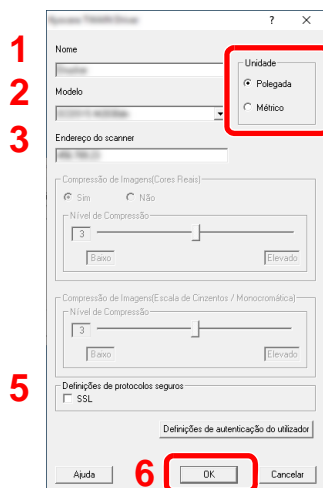 ? ×
1
Nome
Unidade
Polegada
Métrico
2
Modelo
3
Endereço do scanner
Compressão de Imagens(Cores Reais)
Sim Não
Nível de Compressão
3
Baixo Elevado
Compressão de Imagens(Escala de Cinzentos / Monocromática)
Nível de Compressão
3
Baixo Elevado
5
Definições de protocolos seguros
SSL
Definições de autenticação do utilizador
6
Ajuda OK Cancelar